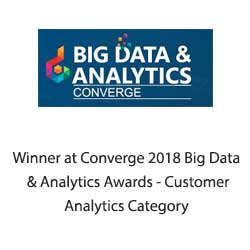 BIG DATA &
ANALYTICS
CONVERGE
Winner at Converge 2018 Big Data
& Analytics Awards - Customer
Analytics Category